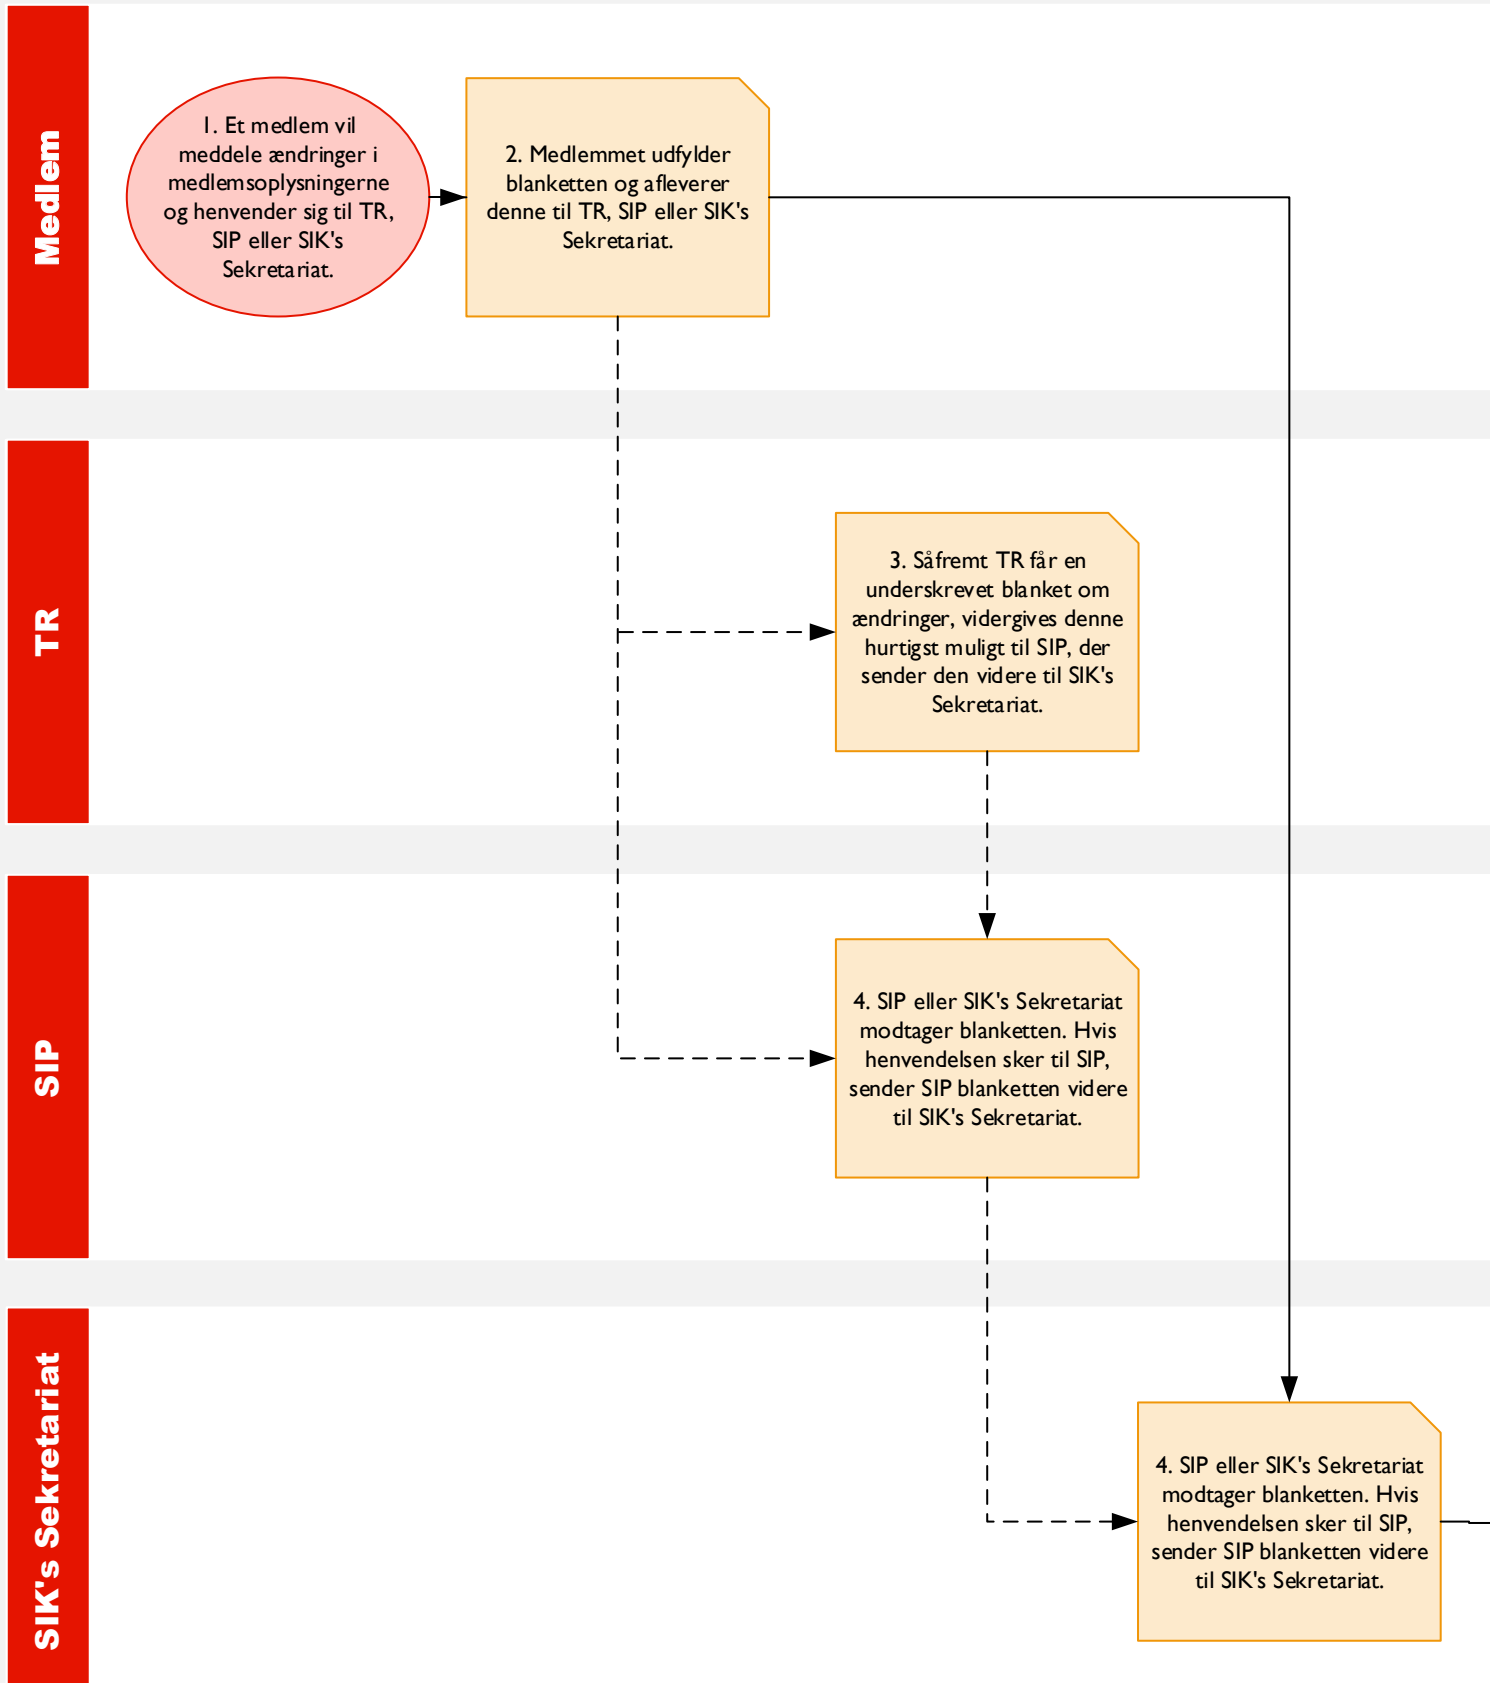 Medlem
1. Et medlem vil
meddele ændringer i
medlemsoplysningerne
og henvender sig til TR,
SIP eller SIK's
Sekretariat.
2. Medlemmet udfylder
blanketten og afleverer
denne til TR, SIP eller SIK's
Sekretariat.
TR
3. Såfremt TR får en
underskrevet blanket om
ændringer, vidergives denne
hurtigst muligt til SIP, der
sender den videre til SIK's
Sekretariat.
SIP
4. SIP eller SIK's Sekretariat
modtager blanketten. Hvis
henvendelsen sker til SIP,
sender SIP blanketten videre
til SIK's Sekretariat.
SIK's Sekretariat
4. SIP eller SIK's Sekretariat
modtager blanketten. Hvis
henvendelsen sker til SIP,
sender SIP blanketten videre
til SIK's Sekretariat.